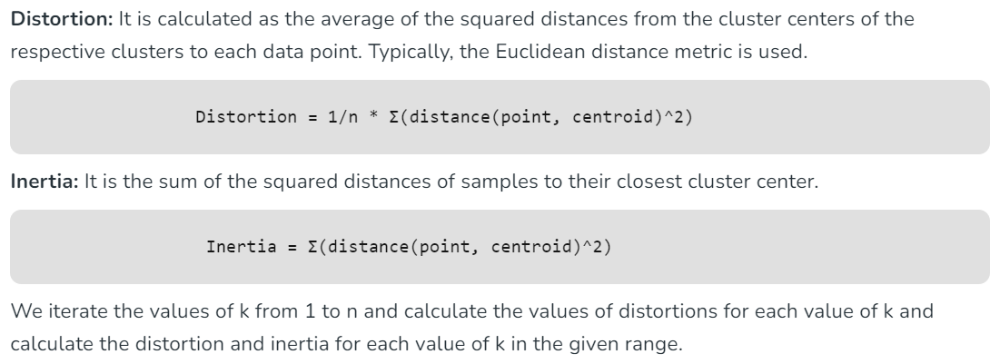 Distortion: It is calculated as the average of the squared distances from the cluster centers of the
respective clusters to each data point. Typically, the Euclidean distance metric is used.
Distortion = 1/n * Σ(distance(point, centroid)^2)
Inertia: It is the sum of the squared distances of samples to their closest cluster center.
Inertia = Σ(distance(point, centroid)^2)
We iterate the values of k from 1 to n and calculate the values of distortions for each value of k and
calculate the distortion and inertia for each value of k in the given range.